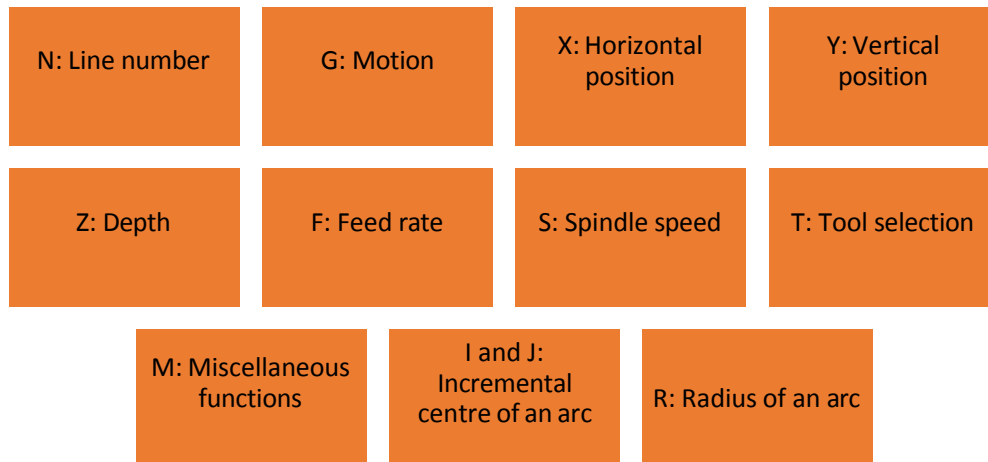 N: Line number
G: Motion
X: Horizontal
position
Y: Vertical
position
Z: Depth
F: Feed rate
S: Spindle speed
T: Tool selection
M: Miscellaneous
functions
I and J:
Incremental
centre of an arc
R: Radius of an arc